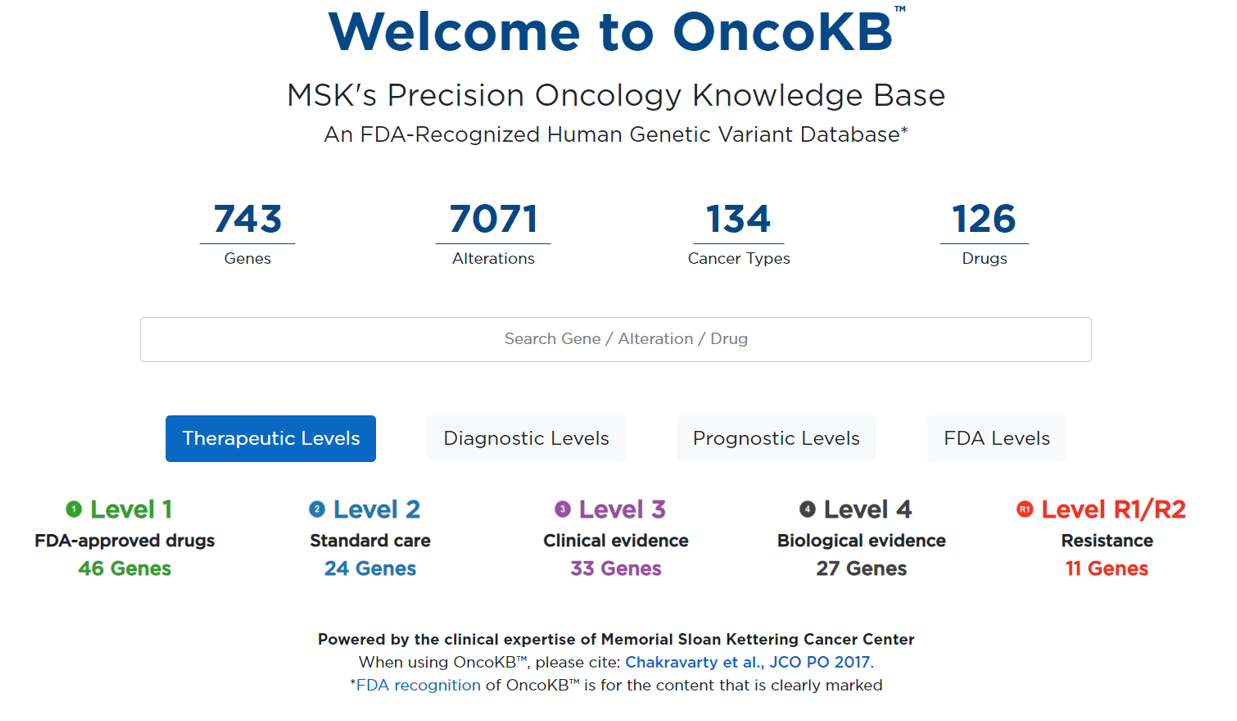 Welcome to OncoKB™
MSK's Precision Oncology Knowledge Base
An FDA-Recognized Human Genetic Variant Database*
743 7071 134 126
Genes Alterations Cancer Types Drugs
Search Gene / Alteration / Drug
Therapeutic Levels Diagnostic Levels Prognostic Levels FDA Levels
1 Level 1 2 Level 2 3 Level 3 4 Level 4 R1 Level R1/R2
FDA-approved drugs Standard care Clinical evidence Biological evidence Resistance
46 Genes 24 Genes 33 Genes 27 Genes 11 Genes
Powered by the clinical expertise of Memorial Sloan Kettering Cancer Center
When using OncoKB™, please cite: Chakravarty et al., JCO PO 2017.
*FDA recognition of OncoKB™ is for the content that is clearly marked